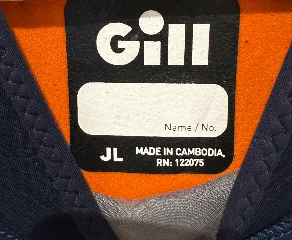 Gill
Name / No.
JL
MADE IN CAMBODIA,
RN: 122075